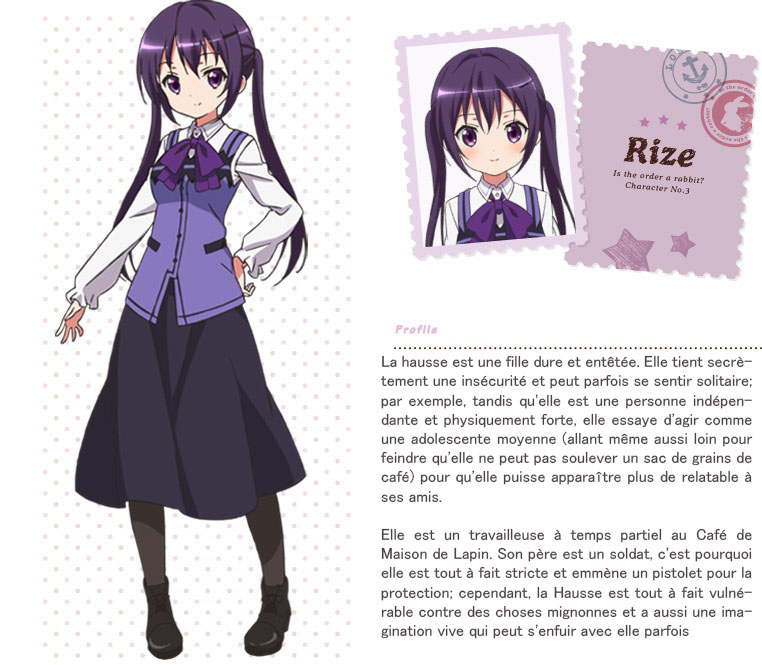 Rize
Is the order a rabbit?
Character No.3
Profile
La hausse est une fille dure et entêtée. Elle tient secrè-
tement une insécurité et peut parfois se sentir solitaire;
par exemple, tandis qu'elle est une personne indépen-
dante et physiquement forte, elle essaye d'agir comme
une adolescente moyenne (allant même aussi loin pour
feindre qu'elle ne peut pas soulever un sac de grains de
café) pour qu'elle puisse apparaître plus de relatable à
ses amis.
Elle est un travailleuse à temps partiel au Café de
Maison de Lapin. Son père est un soldat, c'est pourquoi
elle est tout à fait stricte et emmène un pistolet pour la
protection; cependant, la Hausse est tout à fait vulné-
rable contre des choses mignonnes et a aussi une ima-
gination vive qui peut s'enfuir avec elle parfois